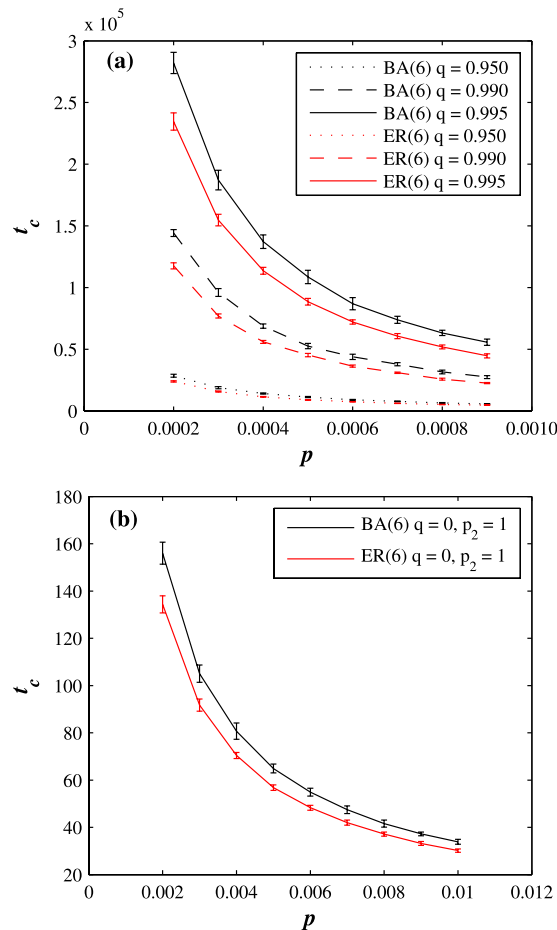 × 10^5
(a)
BA(6) q = 0.950
BA(6) q = 0.990
BA(6) q = 0.995
ER(6) q = 0.950
ER(6) q = 0.990
ER(6) q = 0.995
3
2.5
2
1.5
1
0.5
0
t_c
0 0.0002 0.0004 0.0006 0.0008 0.0010
p
(b)
BA(6) q = 0, p_2 = 1
ER(6) q = 0, p_2 = 1
180
160
140
120
100
80
60
40
20
t_c
0 0.002 0.004 0.006 0.008 0.01 0.012
p